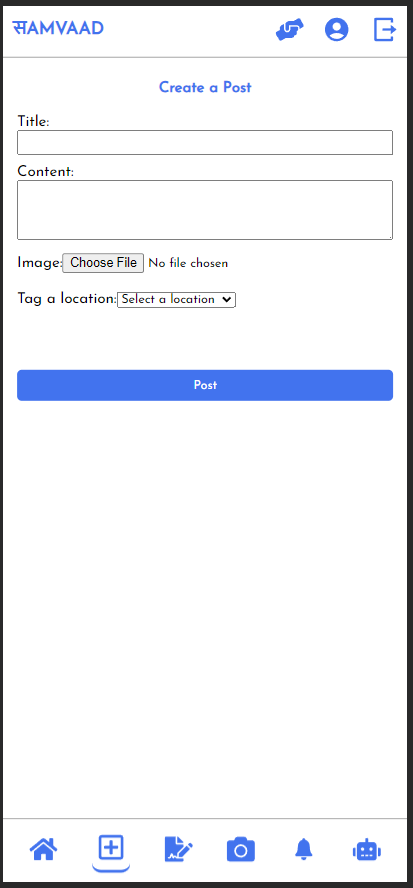 सAMVAAD
Create a Post
Title:
Content:
Image: Choose File No file chosen
Tag a location: Select a location
Post